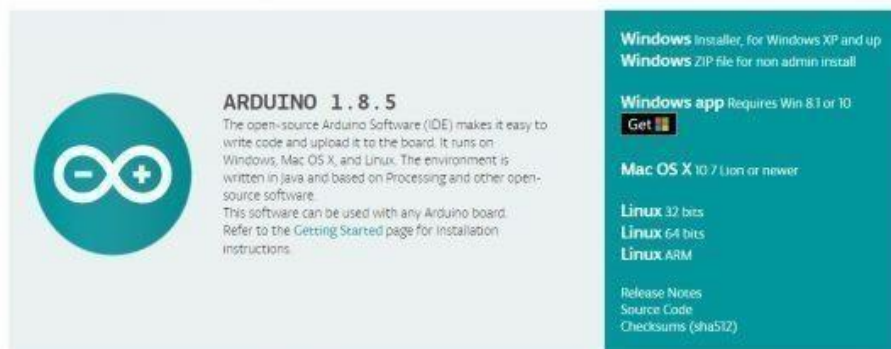 ARDUINO 1.8.5
The open-source Arduino Software (IDE) makes it easy to
write code and upload it to the board. It runs on
Windows, Mac OS X, and Linux. The environment is
written in Java and based on Processing and other open-
source software.
This software can be used with any Arduino board.
Refer to the Getting Started page for Installation
instructions.
Windows Installer, for Windows XP and up
Windows ZIP file for non admin install
Windows app Requires Win 8.1 or 10
Get
Mac OS X 10.7 Lion or newer
Linux 32 bits
Linux 64 bits
Linux ARM
Release Notes
Source Code
Checksums (sha512)